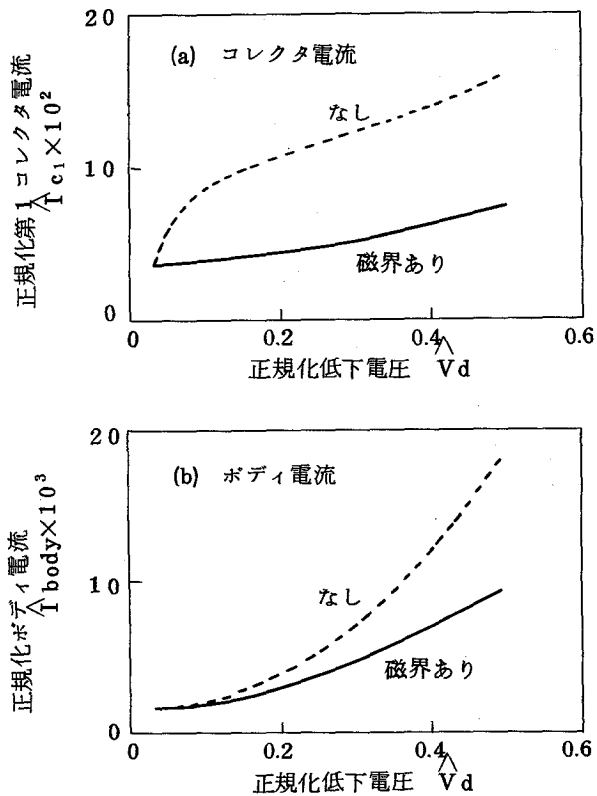 20
(a) コレクタ電流
なし
10
磁界あり
0
正規化第1コレクタ電流
Îc₁×10²
0
0.2
0.4
0.6
正規化低下電圧 V̂d
20
(b) ボディ電流
なし
10
磁界あり
0
正規化ボディ電流
Îbody×10³
0
0.2
0.4
0.6
正規化低下電圧 V̂d